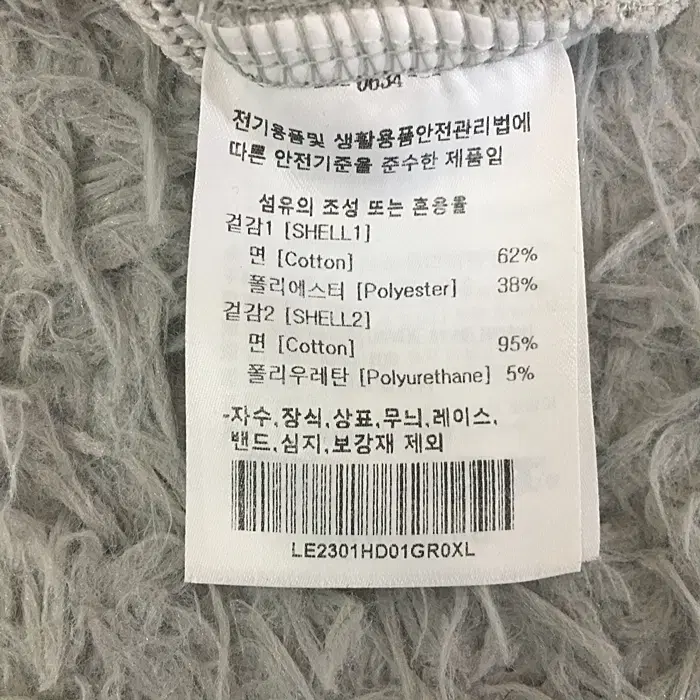 0634
전기용품및 생활용품안전관리법에
따른 안전기준을 준수한 제품임
섬유의 조성 또는 혼용율
겉감1 [SHELL1]
면 [Cotton] 62%
폴리에스터 [Polyester] 38%
겉감2 [SHELL2]
면 [Cotton] 95%
폴리우레탄 [Polyurethane] 5%
-자수,장식,상표,무늬,레이스,
밴드,심지,보강재 제외
LE2301HD01GR0XL